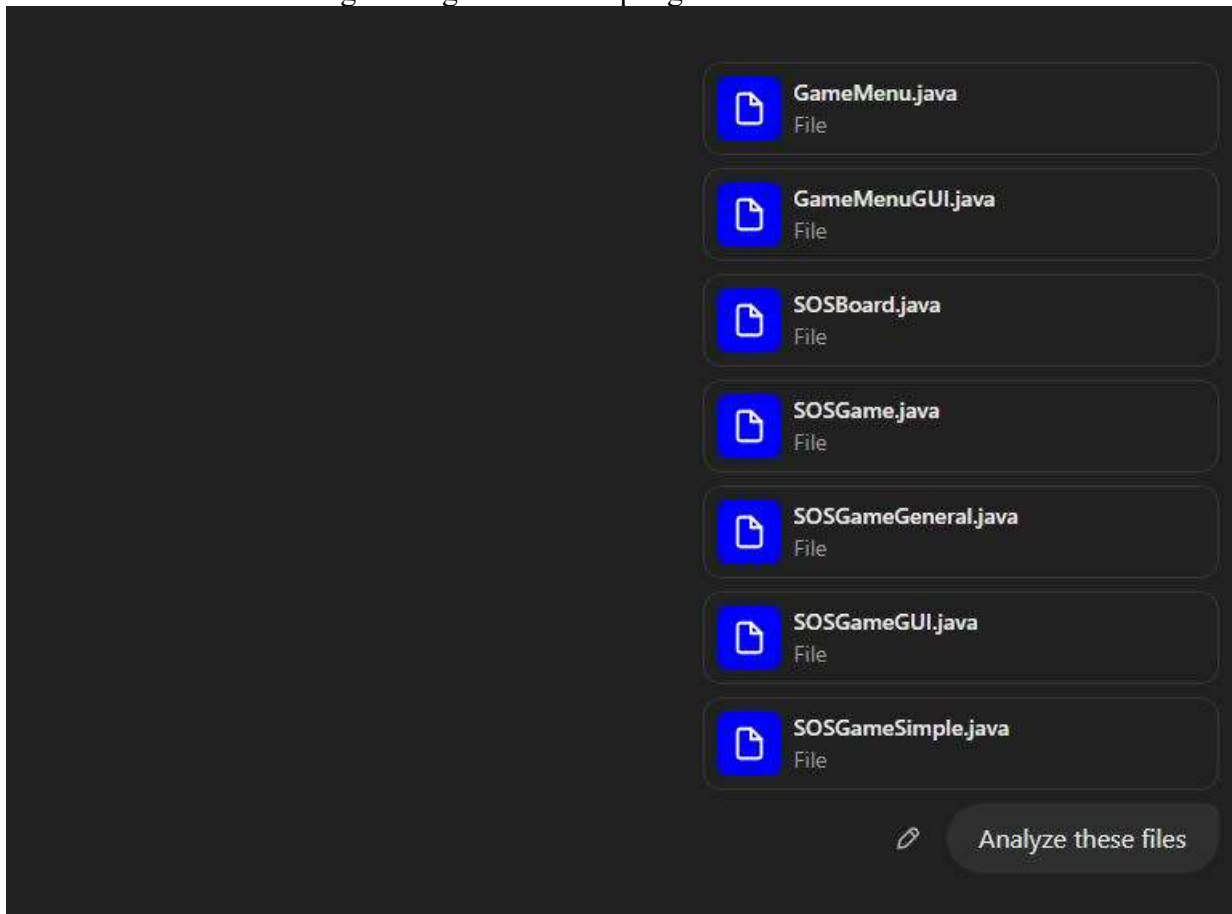 GameMenu.java
File
GameMenuGUI.java
File
SOSBoard.java
File
SOSGame.java
File
SOSGameGeneral.java
File
SOSGameGUI.java
File
SOSGameSimple.java
File
Analyze these files